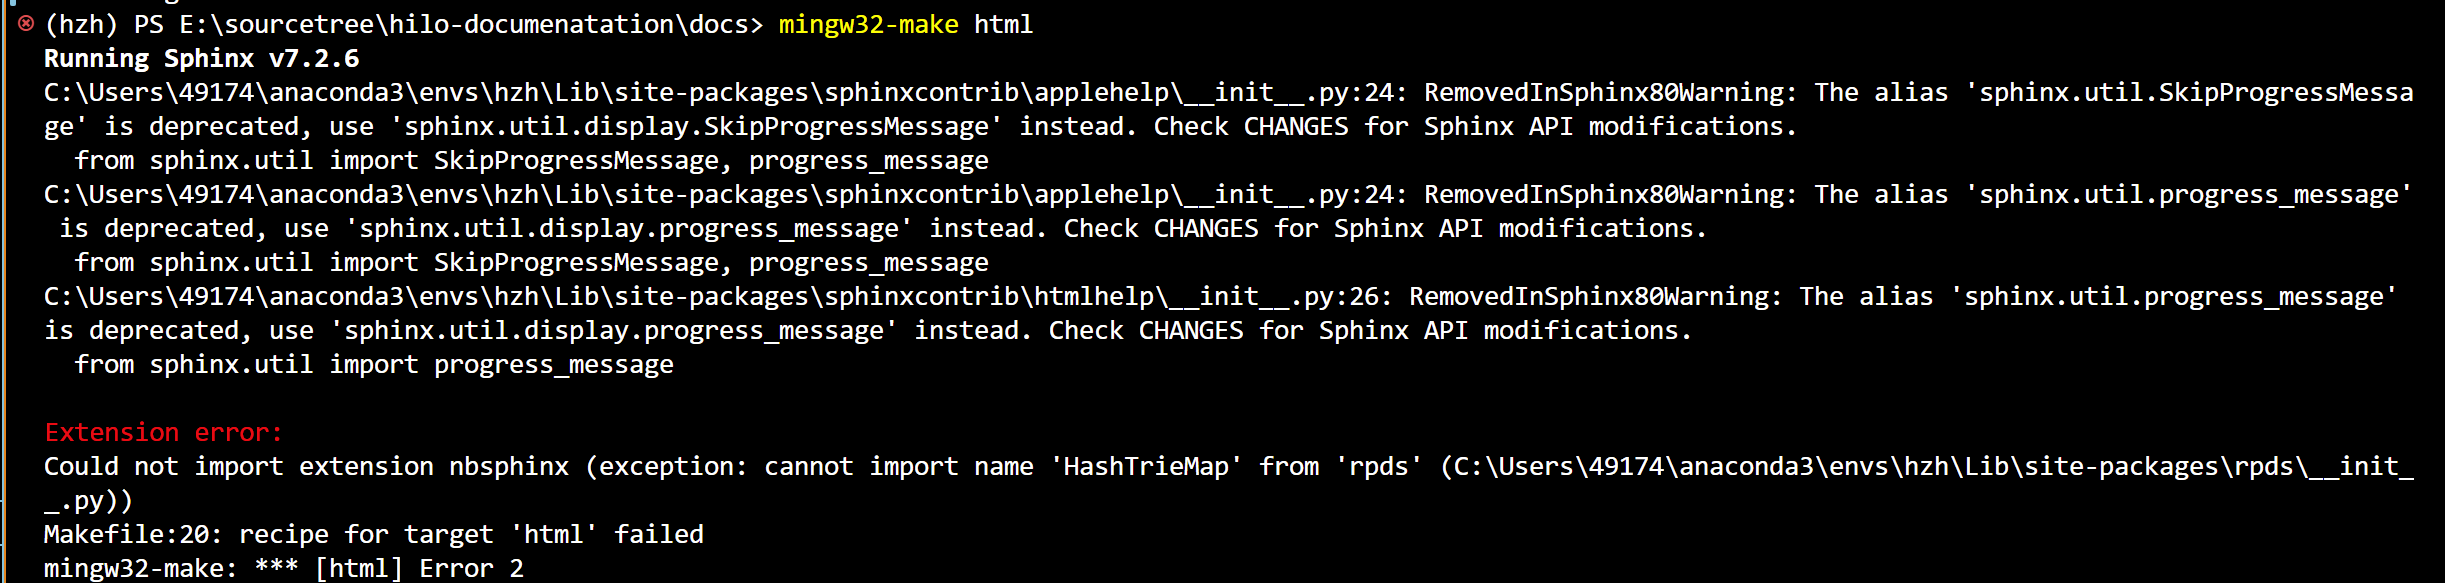 (hzh) PS E:\sourcetree\hilo-documenatation\docs> mingw32-make html
Running Sphinx v7.2.6
C:\Users\49174\anaconda3\envs\hzh\Lib\site-packages\sphinxcontrib\applehelp\__init__.py:24: RemovedInSphinx80Warning: The alias 'sphinx.util.SkipProgressMessa
ge' is deprecated, use 'sphinx.util.display.SkipProgressMessage' instead. Check CHANGES for Sphinx API modifications.
  from sphinx.util import SkipProgressMessage, progress_message
C:\Users\49174\anaconda3\envs\hzh\Lib\site-packages\sphinxcontrib\applehelp\__init__.py:24: RemovedInSphinx80Warning: The alias 'sphinx.util.progress_message'
 is deprecated, use 'sphinx.util.display.progress_message' instead. Check CHANGES for Sphinx API modifications.
  from sphinx.util import SkipProgressMessage, progress_message
C:\Users\49174\anaconda3\envs\hzh\Lib\site-packages\sphinxcontrib\htmlhelp\__init__.py:26: RemovedInSphinx80Warning: The alias 'sphinx.util.progress_message'
is deprecated, use 'sphinx.util.display.progress_message' instead. Check CHANGES for Sphinx API modifications.
  from sphinx.util import progress_message

Extension error:
Could not import extension nbsphinx (exception: cannot import name 'HashTrieMap' from 'rpds' (C:\Users\49174\anaconda3\envs\hzh\Lib\site-packages\rpds\__init_
_.py))
Makefile:20: recipe for target 'html' failed
mingw32-make: *** [html] Error 2